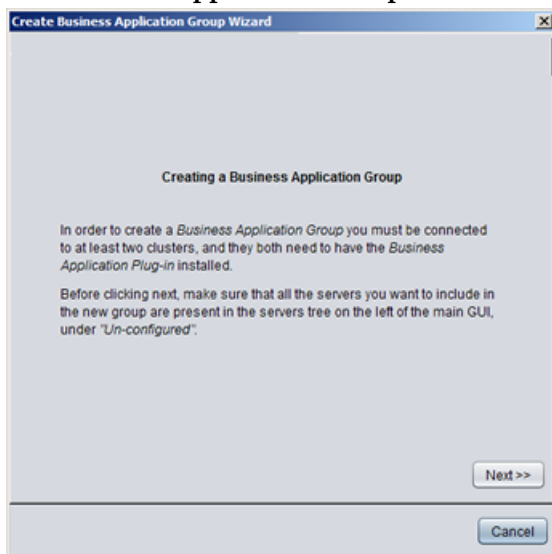 Create Business Application Group Wizard
Creating a Business Application Group
In order to create a Business Application Group you must be connected
to at least two clusters, and they both need to have the Business
Application Plug-in installed.
Before clicking next, make sure that all the servers you want to include in
the new group are present in the servers tree on the left of the main GUI,
under "Un-configured".
Next >>
Cancel